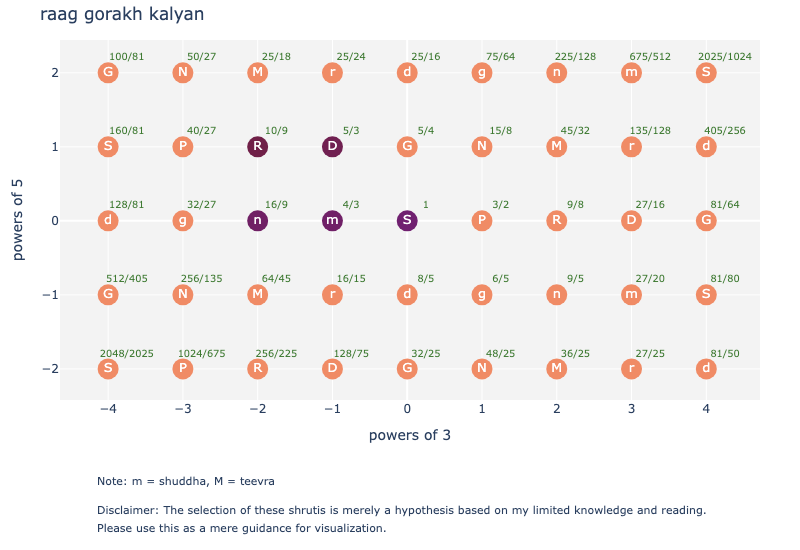 raag gorakh kalyan
100/81 50/27 25/18 25/24 25/16 75/64 225/128 675/512 2025/1024
2 G N M r d g n m S
160/81 40/27 10/9 5/3 5/4 15/8 45/32 135/128 405/256
1 S P R D G N M r d
128/81 32/27 16/9 4/3 1 3/2 9/8 27/16 81/64
0 d g n m S P R D G
512/405 256/135 64/45 16/15 8/5 6/5 9/5 27/20 81/80
−1 G N M r d g n m S
2048/2025 1024/675 256/225 128/75 32/25 48/25 36/25 27/25 81/50
−2 S P R D G N M r d
−4 −3 −2 −1 0 1 2 3 4
powers of 3
powers of 5
Note: m = shuddha, M = teevra
Disclaimer: The selection of these shrutis is merely a hypothesis based on my limited knowledge and reading.
Please use this as a mere guidance for visualization.